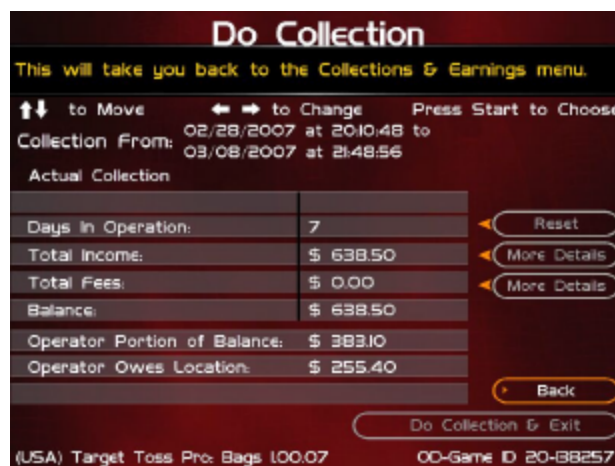 Do Collection
This will take you back to the Collections & Earnings menu.
to Move to Change Press Start to Choose
Collection From: 02/28/2007 at 20:10:48 to
03/08/2007 at 21:48:56
Actual Collection
Days In Operation: 7 Reset
Total Income: $ 638.50 More Details
Total Fees: $ 0.00 More Details
Balance: $ 638.50
Operator Portion of Balance: $ 383.10
Operator Owes Location: $ 255.40
Back
Do Collection & Exit
(USA) Target Toss Pro: Bags 1.00.07 OD-Game ID 20-138257